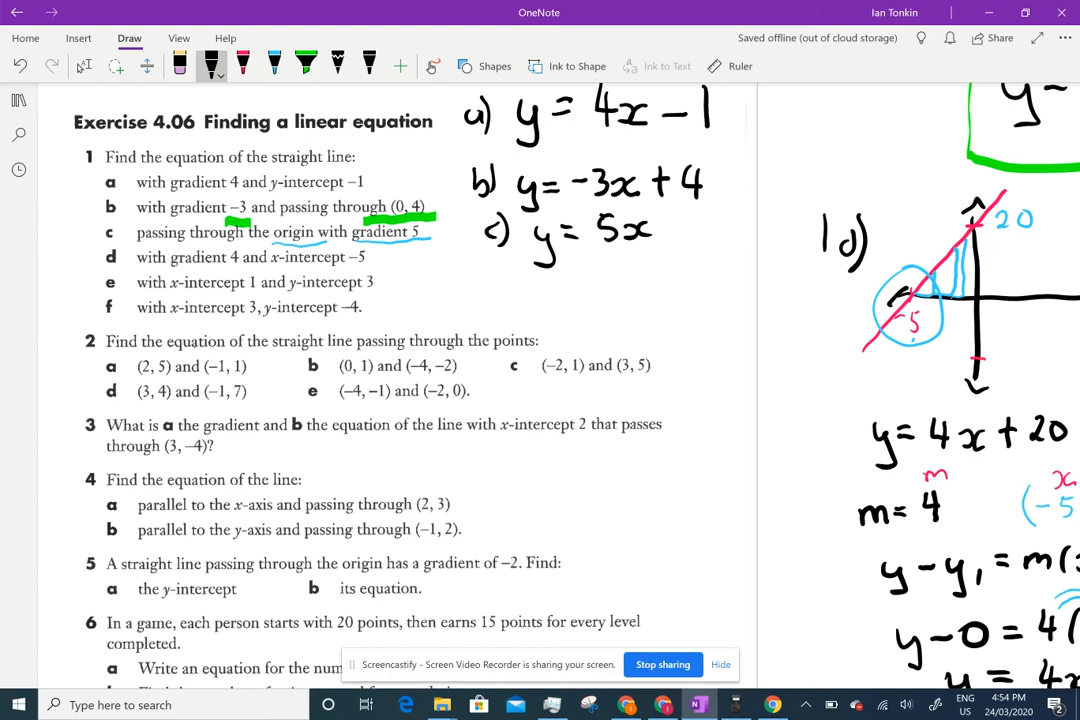 OneNote
Ian Tonkin
Home Insert Draw View Help
Saved offline (out of cloud storage)
Share
Shapes
Ink to Shape
Ink to Text
Ruler
Exercise 4.06 Finding a linear equation
1 Find the equation of the straight line:
a with gradient 4 and y-intercept −1
b with gradient −3 and passing through (0, 4)
c passing through the origin with gradient 5
d with gradient 4 and x-intercept −5
e with x-intercept 1 and y-intercept 3
f with x-intercept 3, y-intercept −4.
2 Find the equation of the straight line passing through the points:
a (2, 5) and (−1, 1) b (0, 1) and (−4, −2) c (−2, 1) and (3, 5)
d (3, 4) and (−1, 7) e (−4, −1) and (−2, 0).
3 What is a the gradient and b the equation of the line with x-intercept 2 that passes
through (3, −4)?
4 Find the equation of the line:
a parallel to the x-axis and passing through (2, 3)
b parallel to the y-axis and passing through (−1, 2).
5 A straight line passing through the origin has a gradient of −2. Find:
a the y-intercept b its equation.
6 In a game, each person starts with 20 points, then earns 15 points for every level
completed.
a Write an equation for the num
a) y = 4x − 1
b) y = -3x + 4
c) y = 5x
y =
1d)
20
-5
y = 4x + 20
m x
m = 4 (-5
y - y₁ = m(
y - 0 = 4(
y = 4x
Screencastify - Screen Video Recorder is sharing your screen.
Stop sharing
Hide
Type here to search
ENG
US
4:54 PM
24/03/2020
2